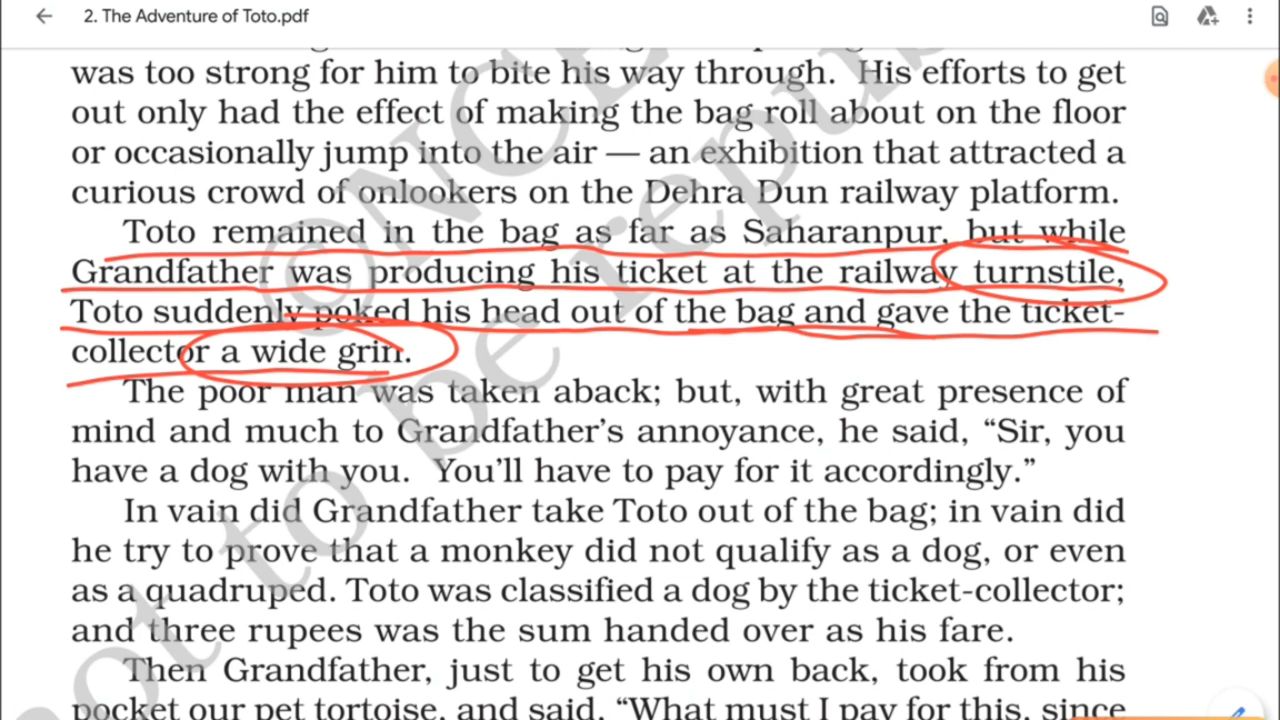 2. The Adventure of Toto.pdf
was too strong for him to bite his way through. His efforts to get
out only had the effect of making the bag roll about on the floor
or occasionally jump into the air — an exhibition that attracted a
curious crowd of onlookers on the Dehra Dun railway platform.
Toto remained in the bag as far as Saharanpur, but while
Grandfather was producing his ticket at the railway turnstile,
Toto suddenly poked his head out of the bag and gave the ticket-
collector a wide grin.
The poor man was taken aback; but, with great presence of
mind and much to Grandfather’s annoyance, he said, “Sir, you
have a dog with you. You’ll have to pay for it accordingly.”
In vain did Grandfather take Toto out of the bag; in vain did
he try to prove that a monkey did not qualify as a dog, or even
as a quadruped. Toto was classified a dog by the ticket-collector;
and three rupees was the sum handed over as his fare.
Then Grandfather, just to get his own back, took from his
pocket our pet tortoise, and said, “What must I pay for this, since